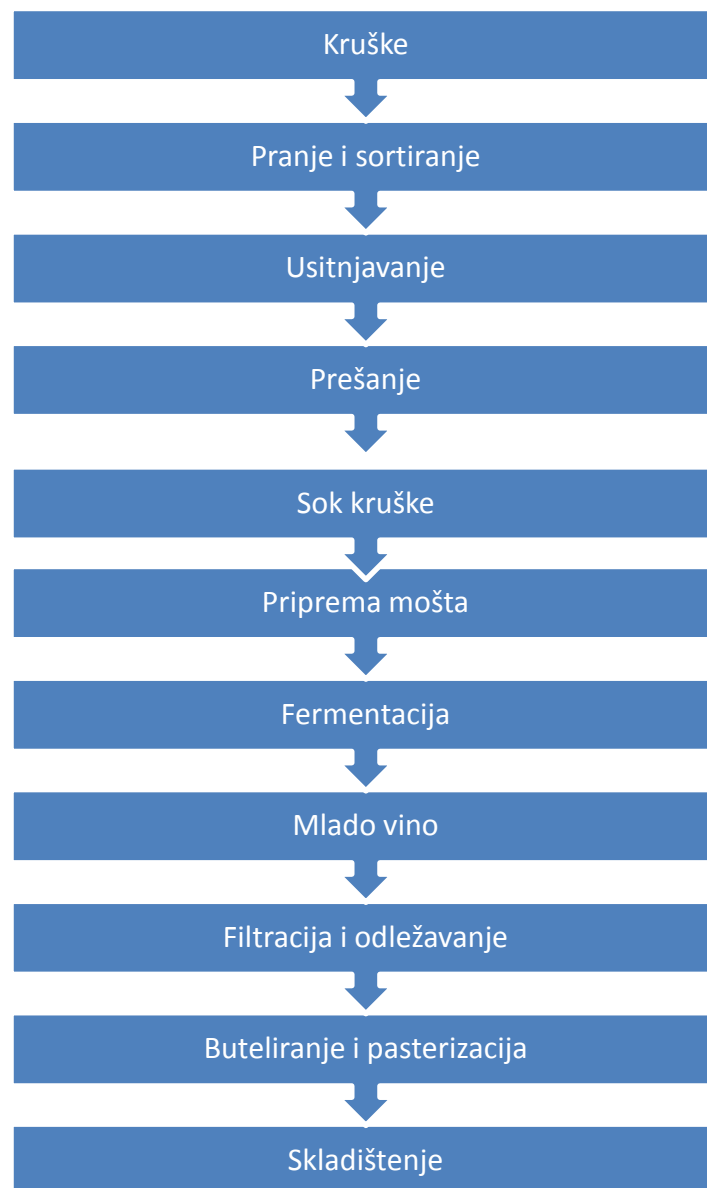 Kruške
Pranje i sortiranje
Usitnjavanje
Prešanje
Sok kruške
Priprema mošta
Fermentacija
Mlado vino
Filtracija i odležavanje
Buteliranje i pasterizacija
Skladištenje